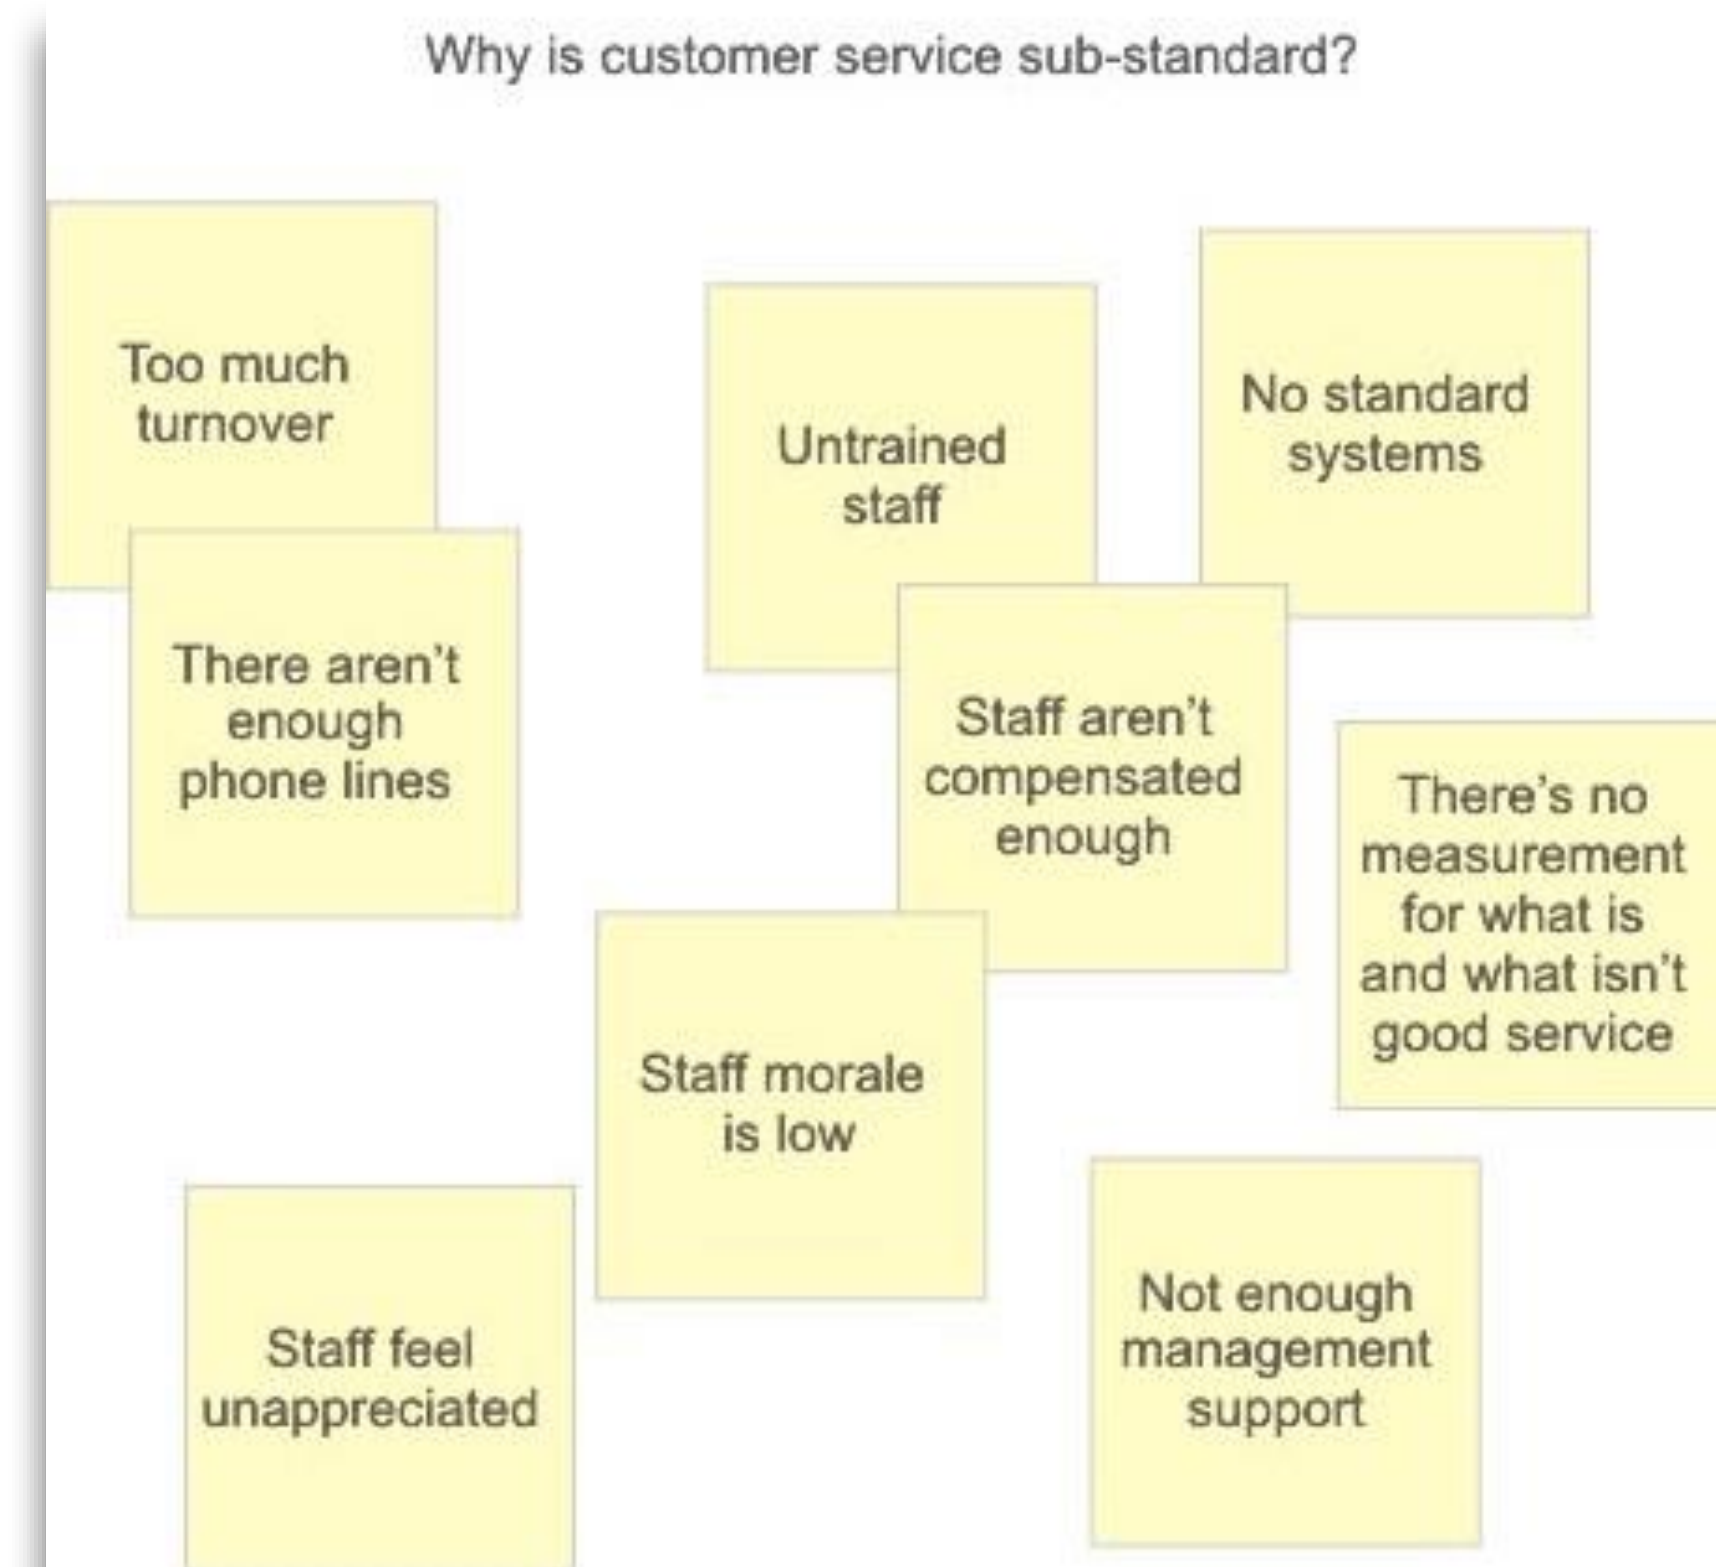 Why is customer service sub-standard?
Too much
turnover
Untrained
staff
No standard
systems
There aren’t
enough
phone lines
Staff aren’t
compensated
enough
There’s no
measurement
for what is
and what isn’t
good service
Staff morale
is low
Staff feel
unappreciated
Not enough
management
support